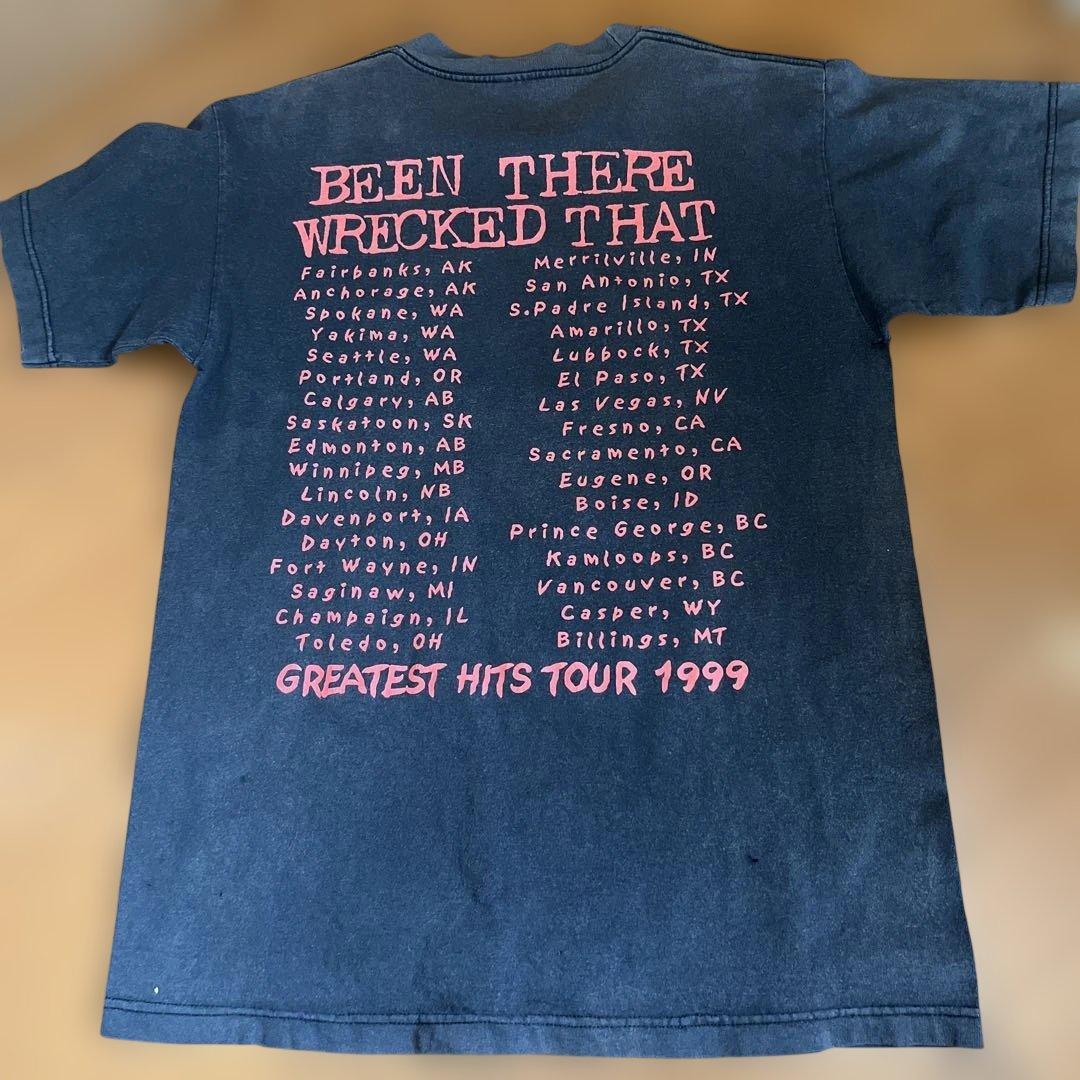 BEEN THERE
WRECKED THAT
Fairbanks, AK
Anchorage, AK
Spokane, WA
Yakima, WA
Seattle, WA
Portland, OR
Calgary, AB
Saskatoon, SK
Edmonton, AB
Winnipeg, MB
Lincoln, NB
Davenport, IA
Dayton, OH
Fort Wayne, IN
Saginaw, MI
Champaign, IL
Toledo, OH
Merrilville, IN
San Antonio, TX
S.Padre Island, TX
Amarillo, TX
Lubbock, TX
El Paso, TX
Las Vegas, NV
Fresno, CA
Sacramento, CA
Eugene, OR
Boise, ID
Prince George, BC
Kamloops, BC
Vancouver, BC
Casper, WY
Billings, MT
GREATEST HITS TOUR 1999